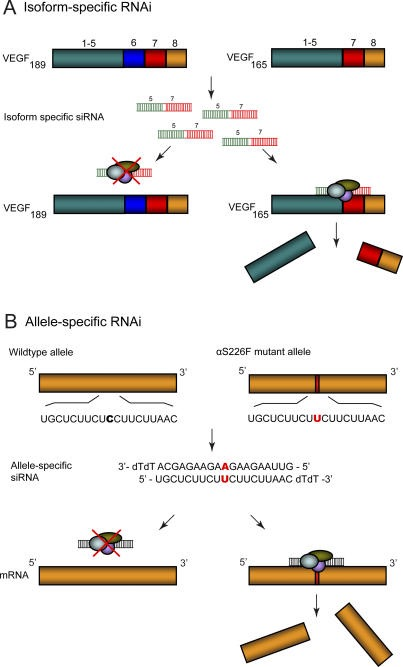 A Isoform-specific RNAi
1-5 6 7 8 1-5 7 8
VEGF189 VEGF165
5 7
5 7
Isoform specific siRNA
5 7
5 7
VEGF189 VEGF165
B Allele-specific RNAi
Wildtype allele αS226F mutant allele
5' 3' 5' 3'
UGCUCUUCUCCUUCUUAAC UGCUCUUCUUCUUCUUAAC
Allele-specific siRNA
3'- dTdT ACGAGAAGAAGAAGAAUUG - 5'
5' - UGCUCUUCUUCUUCUUAAC dTdT -3'
5' 3' 5' 3'
mRNA